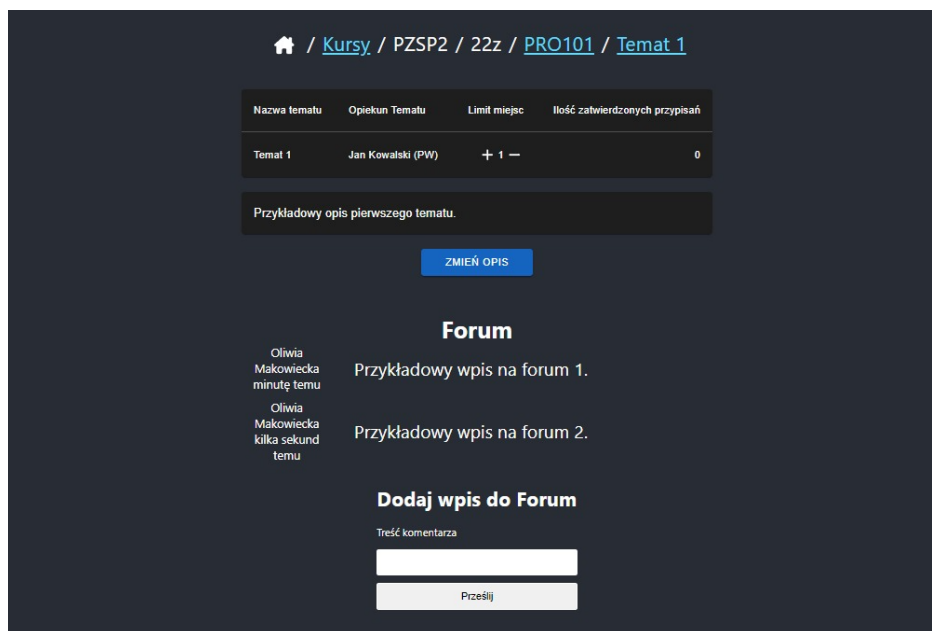 / Kursy / PZSP2 / 22z / PRO101 / Temat 1
Nazwa tematu Opiekun Tematu Limit miejsc Ilość zatwierdzonych przypisań
Temat 1 Jan Kowalski (PW) + 1 − 0
Przykładowy opis pierwszego tematu.
ZMIEŃ OPIS
Forum
Oliwia
Makowiecka
minutę temu
Przykładowy wpis na forum 1.
Oliwia
Makowiecka
kilka sekund
temu
Przykładowy wpis na forum 2.
Dodaj wpis do Forum
Treść komentarza
Prześlij